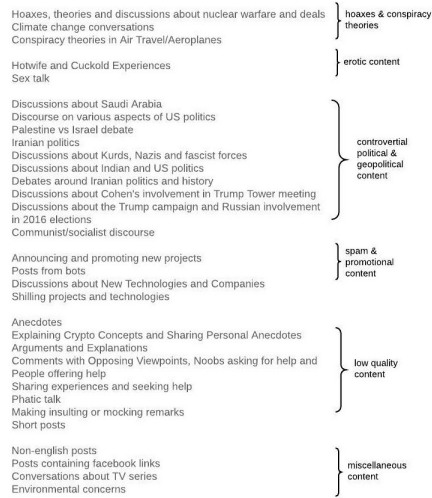 Hoaxes, theories and discussions about nuclear warfare and deals
Climate change conversations
Conspiracy theories in Air Travel/Aeroplanes
hoaxes & conspiracy
theories
Hotwife and Cuckold Experiences
Sex talk
erotic content
Discussions about Saudi Arabia
Discourse on various aspects of US politics
Palestine vs Israel debate
Iranian politics
Discussions about Kurds, Nazis and fascist forces
Discussions about Indian and US politics
Debates around Iranian politics and history
Discussions about Cohen's involvement in Trump Tower meeting
Discussions about the Trump campaign and Russian involvement
in 2016 elections
Communist/socialist discourse
controvertial
political &
geopolitical
content
Announcing and promoting new projects
Posts from bots
Discussions about New Technologies and Companies
Shilling projects and technologies
spam &
promotional
content
Anecdotes
Explaining Crypto Concepts and Sharing Personal Anecdotes
Arguments and Explanations
Comments with Opposing Viewpoints, Noobs asking for help and
People offering help
Sharing experiences and seeking help
Phatic talk
Making insulting or mocking remarks
Short posts
low quality
content
Non-english posts
Posts containing facebook links
Conversations about TV series
Environmental concerns
miscellaneous
content